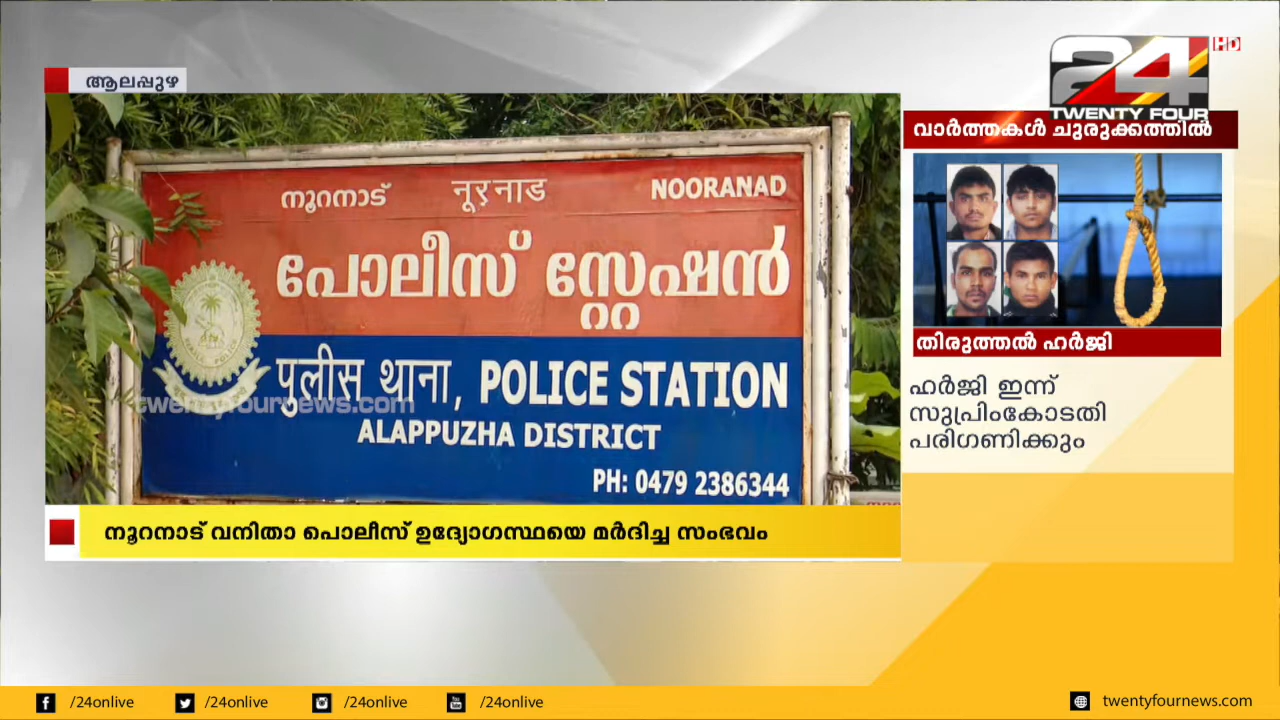 ആലപ്പുഴ
24
HD
TWENTY FOUR
നൂറനാട് नूरनाड NOORANAD
പോലീസ് സ്റ്റേഷൻ
पुलीस थाना, POLICE STATION
ALAPPUZHA DISTRICT
PH: 0479 2386344
twentyfournews.com
നൂറനാട് വനിതാ പൊലീസ് ഉദ്യോഗസ്ഥയെ മർദിച്ച സംഭവം
വാർത്തകൾ ചുരുക്കത്തിൽ
തിരുത്തൽ ഹർജി
ഹർജി ഇന്ന്
സുപ്രിംകോടതി
പരിഗണിക്കും
/24onlive /24onlive /24onlive /24onlive twentyfournews.com